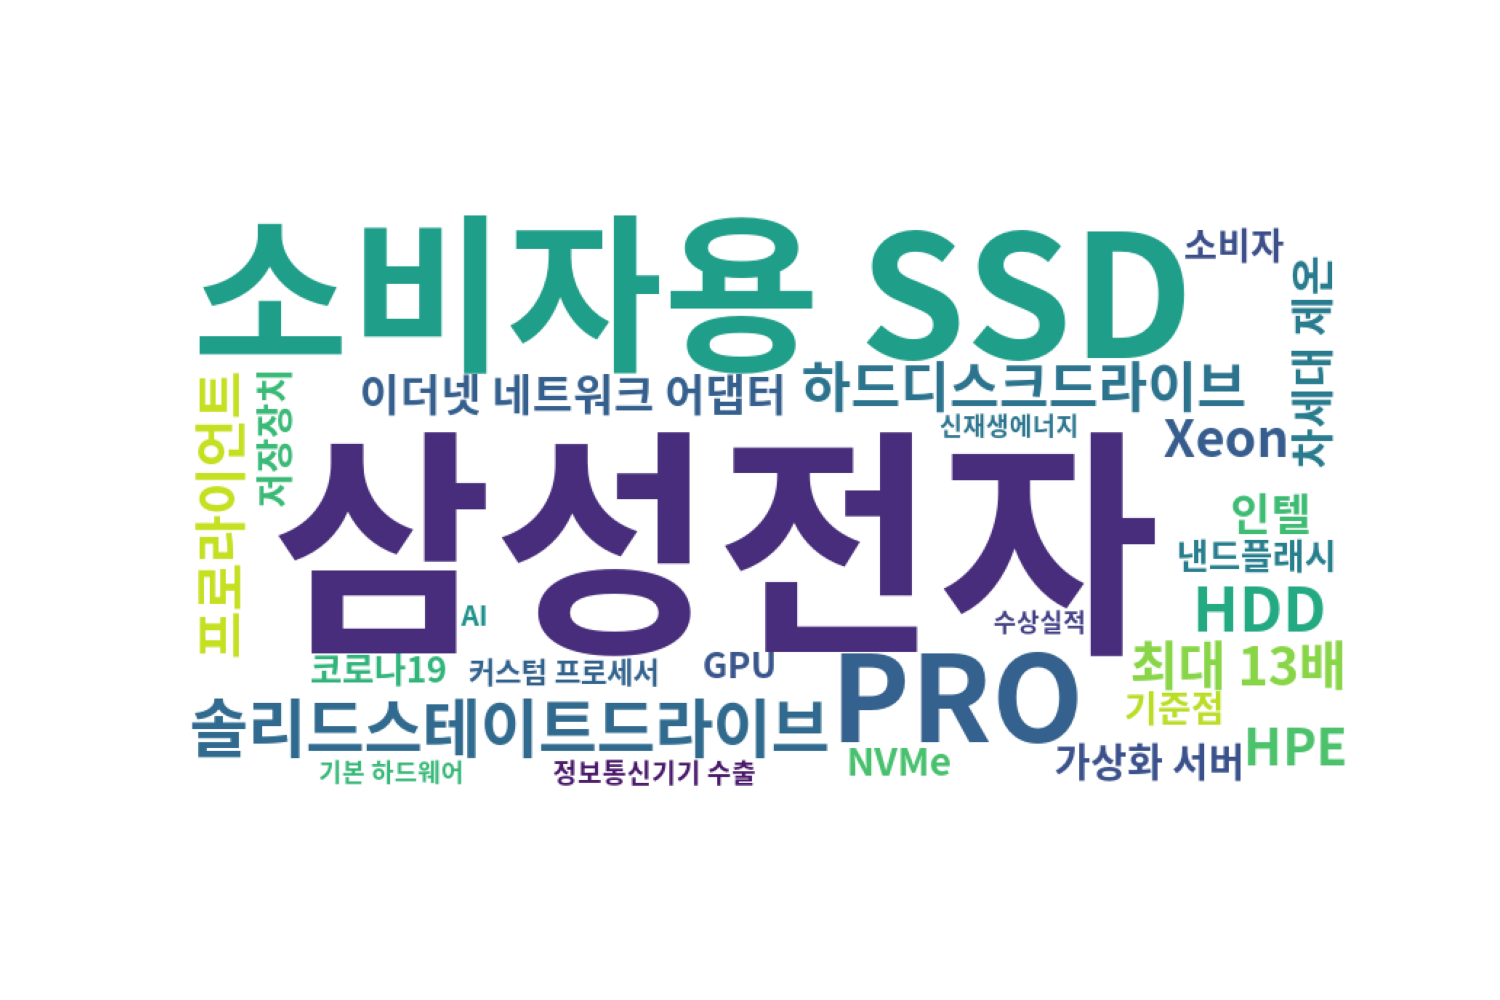 소비자용 SSD
소비자
차세대 제온
이더넷 네트워크 어댑터
하드디스크드라이브
프로라이언트
저장장치
신재생에너지
Xeon
삼성전자
인텔
낸드플래시
HDD
AI
수상실적
최대 13배
코로나19
커스텀 프로세서
GPU
PRO
기준점
솔리드스테이트드라이브
HPE
NVMe
가상화 서버
기본 하드웨어
정보통신기기 수출